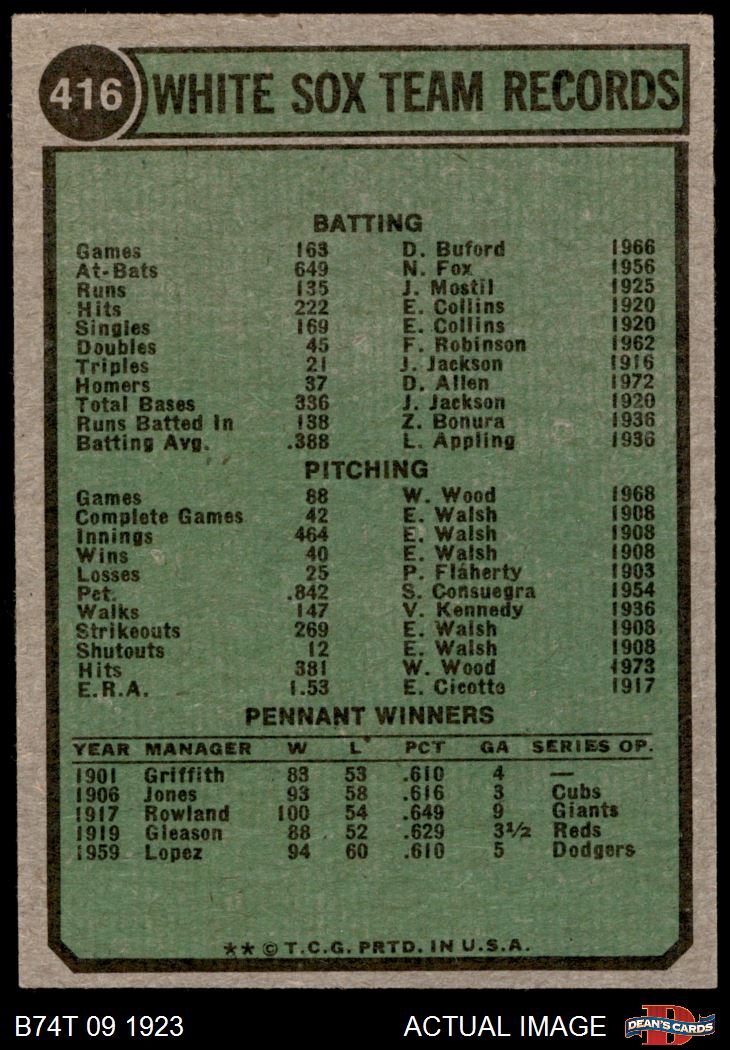 416 WHITE SOX TEAM RECORDS
BATTING
Games 163 D. Buford 1966
At-Bats 649 N. Fox 1956
Runs 135 J. Mostil 1925
Hits 222 E. Collins 1920
Singles 169 E. Collins 1920
Doubles 45 F. Robinson 1962
Triples 21 J. Jackson 1916
Homers 37 D. Allen 1972
Total Bases 336 J. Jackson 1920
Runs Batted In 138 Z. Bonura 1936
Batting Avg. .388 L. Appling 1936
PITCHING
Games 88 W. Wood 1968
Complete Games 42 E. Walsh 1908
Innings 464 E. Walsh 1908
Wins 40 E. Walsh 1908
Losses 25 P. Flaherty 1903
Pct. .842 S. Consuegra 1954
Walks 147 V. Kennedy 1936
Strikeouts 269 E. Walsh 1908
Shutouts 12 E. Walsh 1908
Hits 381 W. Wood 1973
E.R.A. 1.53 E. Cicotte 1917
PENNANT WINNERS
YEAR MANAGER W L PCT GA SERIES OP.
1901 Griffith 83 53 .610 4 —
1906 Jones 93 58 .616 3 Cubs
1917 Rowland 100 54 .649 9 Giants
1919 Gleason 88 52 .629 3½ Reds
1959 Lopez 94 60 .610 5 Dodgers
** © T.C.G. PRTD. IN U.S.A.
B74T 09 1923 ACTUAL IMAGE D DEAN'S CARDS